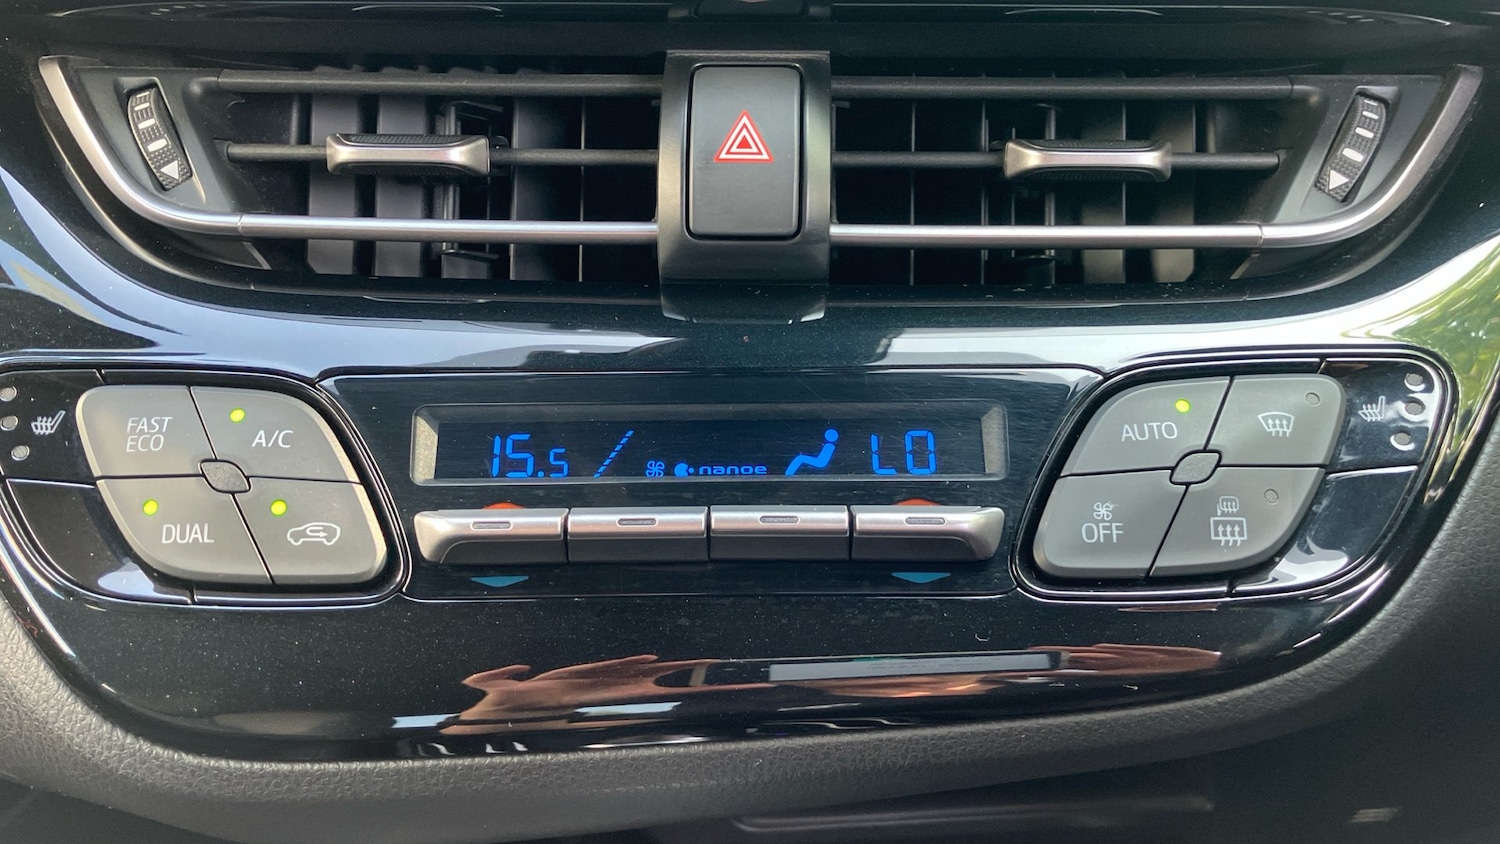 FAST
ECO
A/C
DUAL
15.5
nanoe
LO
AUTO
OFF